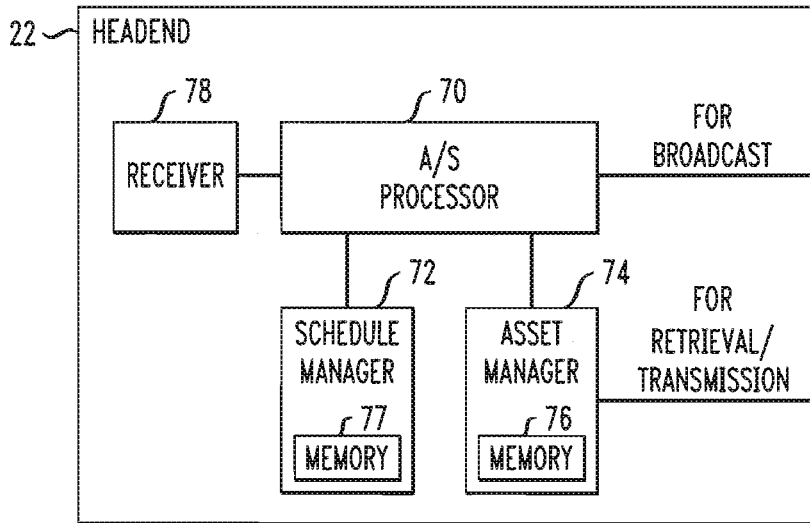 22
HEADEND
78
RECEIVER
70
A/S
PROCESSOR
FOR
BROADCAST
72
SCHEDULE
MANAGER
77
MEMORY
74
ASSET
MANAGER
76
MEMORY
FOR
RETRIEVAL/
TRANSMISSION